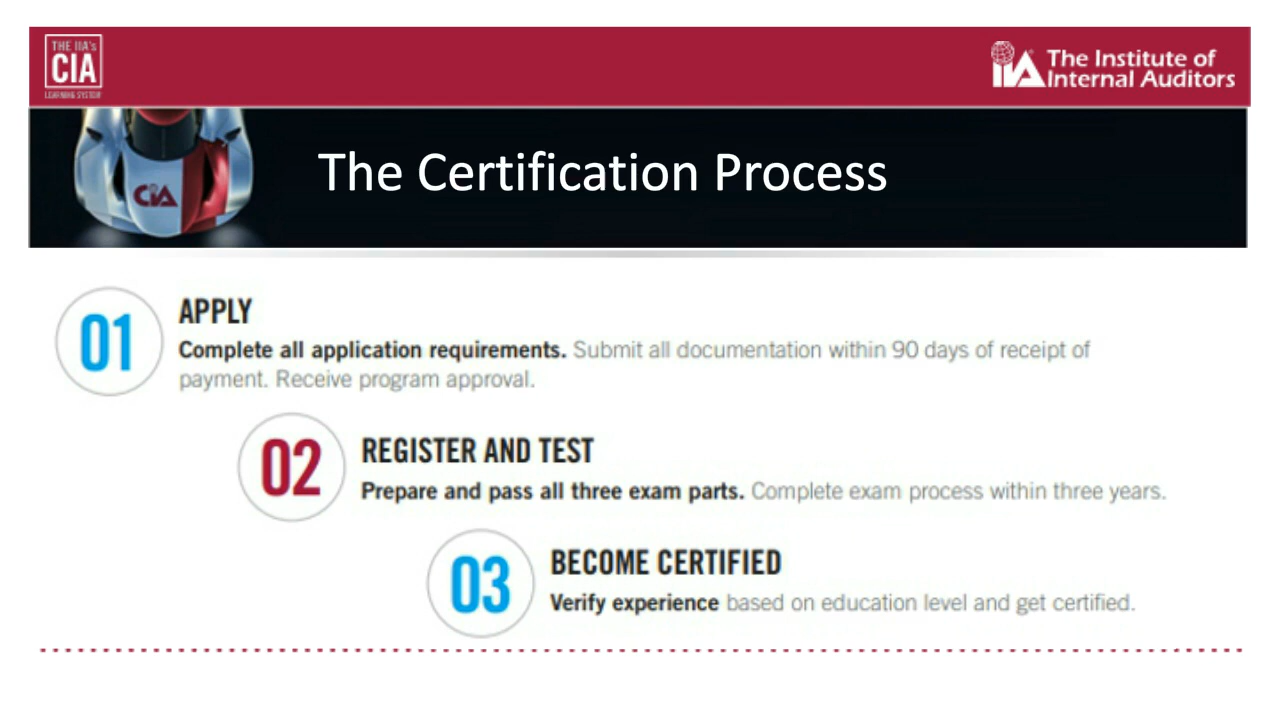 THE IIA's
CIA
LEARNING SYSTEM
IIA The Institute of
Internal Auditors
CIA
The Certification Process
01
APPLY
Complete all application requirements. Submit all documentation within 90 days of receipt of
payment. Receive program approval.
02
REGISTER AND TEST
Prepare and pass all three exam parts. Complete exam process within three years.
03
BECOME CERTIFIED
Verify experience based on education level and get certified.